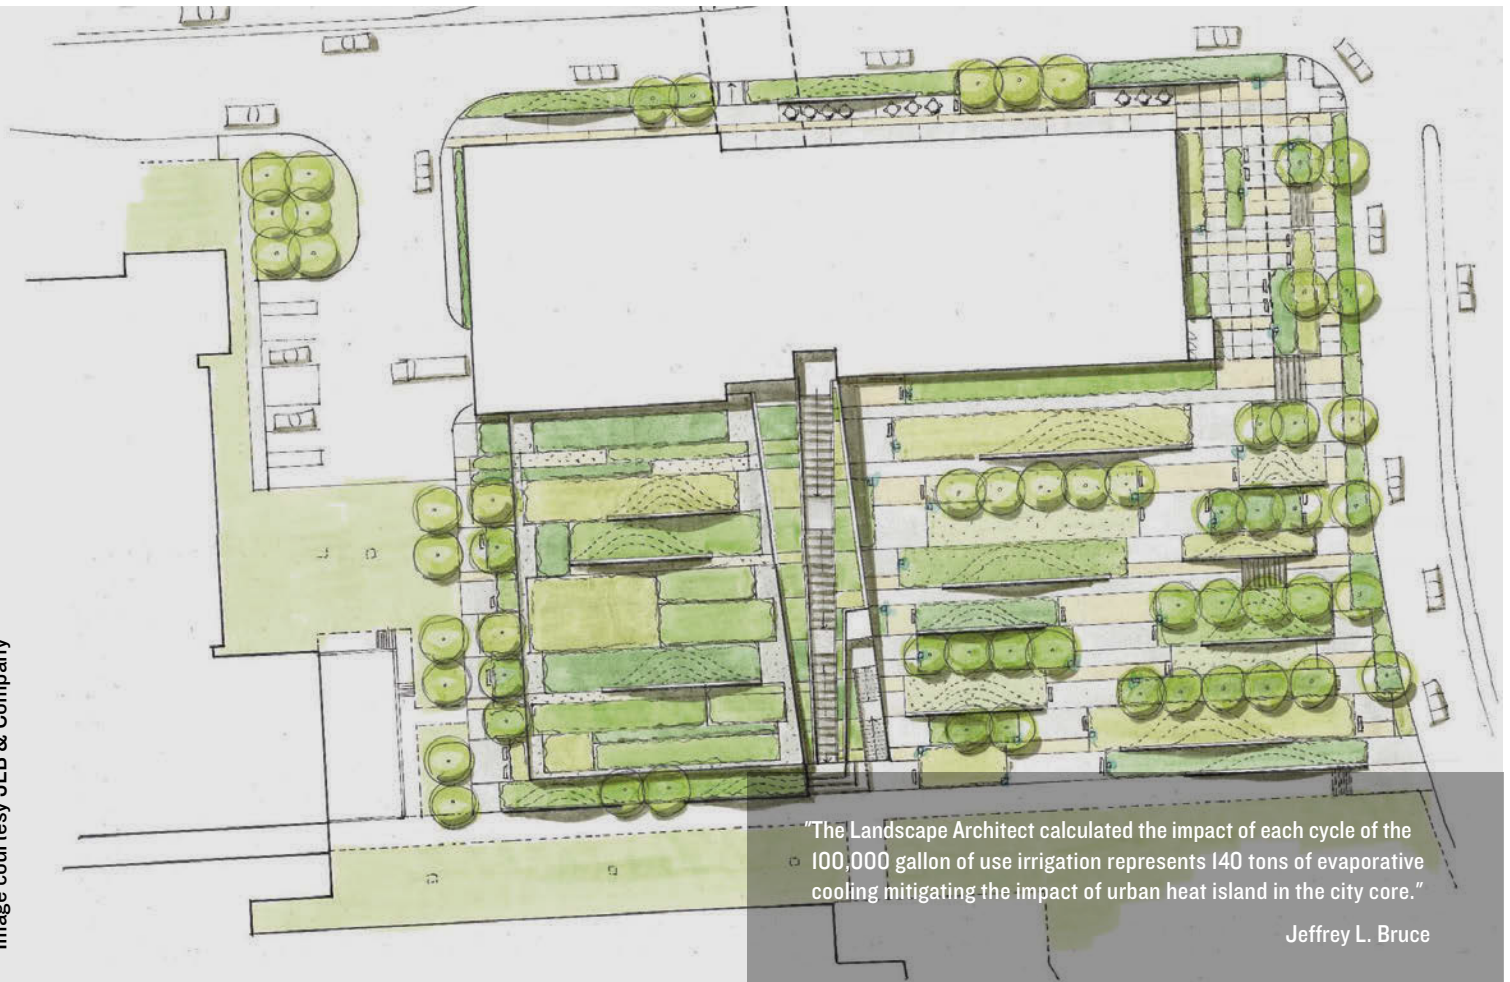 Image courtesy JLB & Company
"The Landscape Architect calculated the impact of each cycle of the
100,000 gallon of use irrigation represents 140 tons of evaporative
cooling mitigating the impact of urban heat island in the city core."
Jeffrey L. Bruce